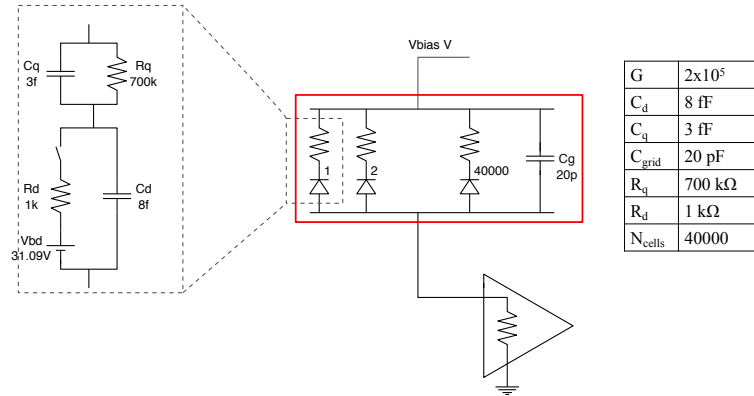 Cq
3f
Rq
700k
Rd
1k
Cd
8f
Vbd
31.09V
Vbias V
1
2
40000
Cg
20p
G 2x10⁵
C_d 8 fF
C_q 3 fF
C_grid 20 pF
R_q 700 kΩ
R_d 1 kΩ
N_cells 40000